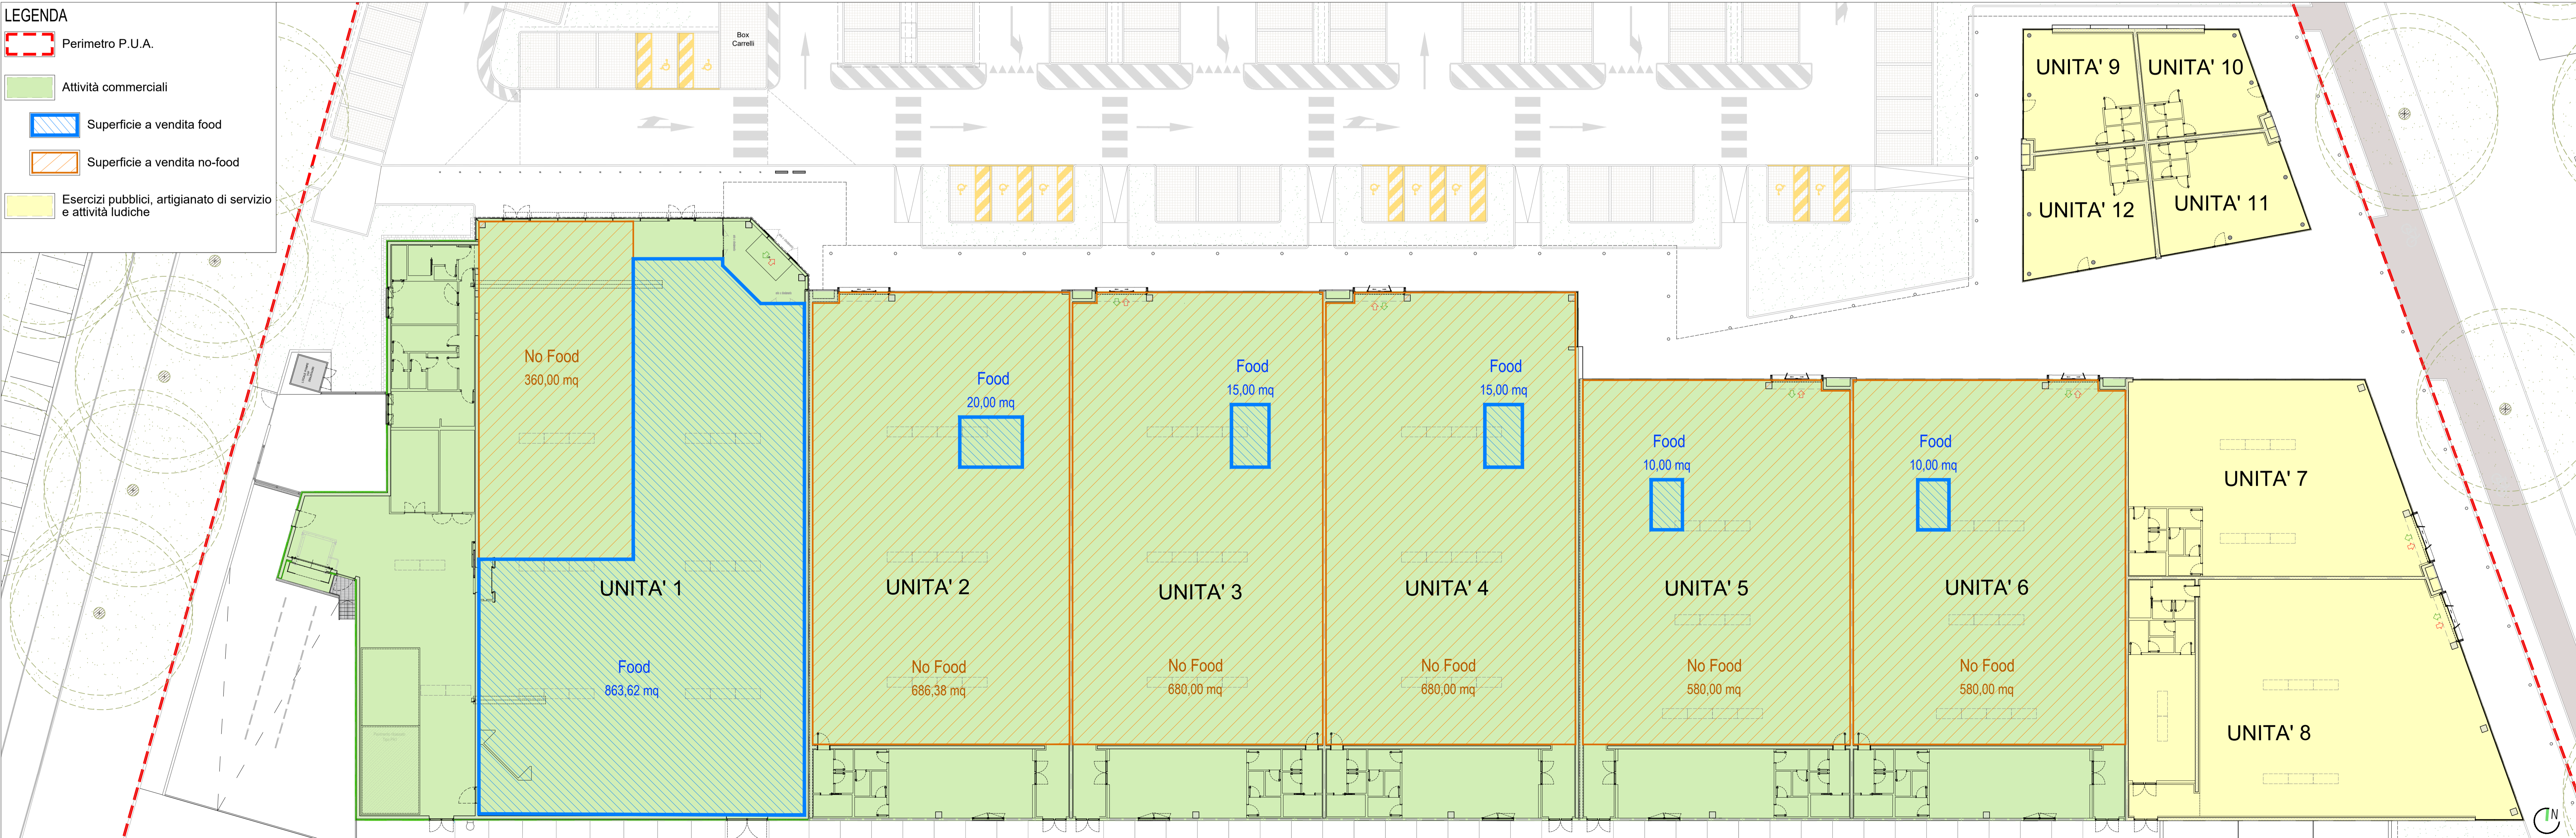 LEGENDA
Perimetro P.U.A.
Attività commerciali
Superficie a vendita food
Superficie a vendita no-food
Esercizi pubblici, artigianato di servizio
e attività ludiche
Box
Carrelli
UNITA' 9
UNITA' 10
UNITA' 12
UNITA' 11
No Food
360,00 mq
UNITA' 1
Food
863,62 mq
Food
20,00 mq
UNITA' 2
No Food
686,38 mq
Food
15,00 mq
UNITA' 3
No Food
680,00 mq
Food
15,00 mq
UNITA' 4
No Food
680,00 mq
Food
10,00 mq
UNITA' 5
No Food
580,00 mq
Food
10,00 mq
UNITA' 6
No Food
580,00 mq
UNITA' 7
UNITA' 8
N